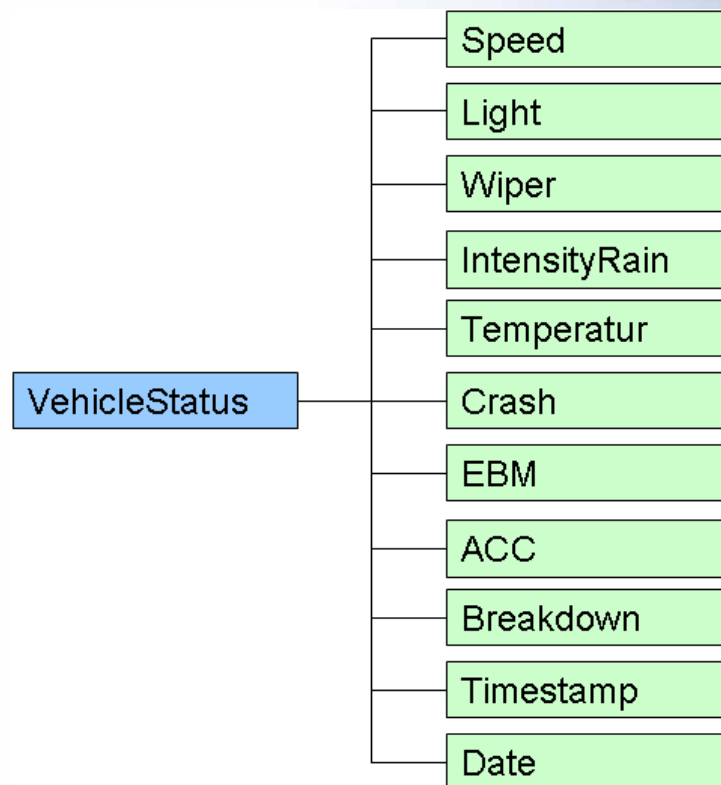 Speed
Light
Wiper
IntensityRain
Temperatur
VehicleStatus
Crash
EBM
ACC
Breakdown
Timestamp
Date